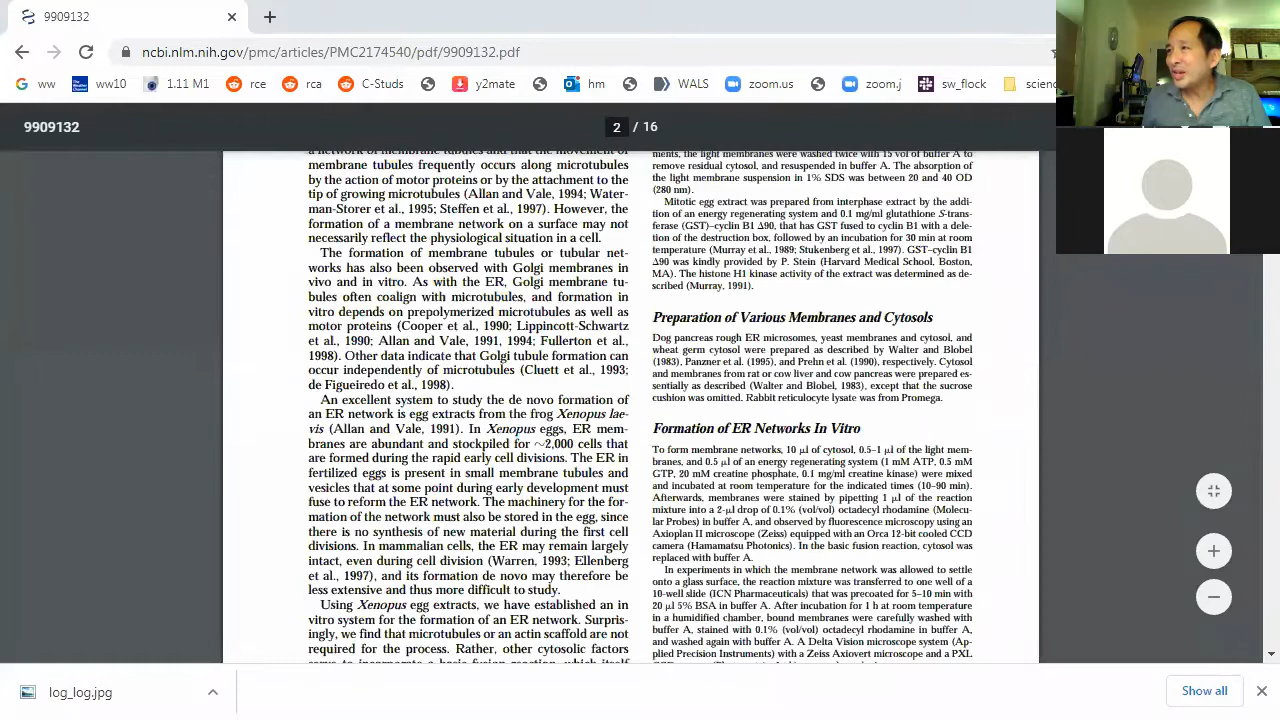 9909132
ncbi.nlm.nih.gov/pmc/articles/PMC2174540/pdf/9909132.pdf
ww
ww10
1.11 M1
rce
rca
C-Studs
y2mate
hm
WALS
zoom.us
zoom.j
sw_flock
scienc
9909132
2 / 16
a network of membrane tubules and that the movement of
membrane tubules frequently occurs along microtubules
by the action of motor proteins or by the attachment to the
tip of growing microtubules (Allan and Vale, 1994; Water-
man-Storer et al., 1995; Steffen et al., 1997). However, the
formation of a membrane network on a surface may not
necessarily reflect the physiological situation in a cell.
The formation of membrane tubules or tubular net-
works has also been observed with Golgi membranes in
vivo and in vitro. As with the ER, Golgi membrane tu-
bules often coalign with microtubules, and formation in
vitro depends on prepolymerized microtubules as well as
motor proteins (Cooper et al., 1990; Lippincott-Schwartz
et al., 1990; Allan and Vale, 1991, 1994; Fullerton et al.,
1998). Other data indicate that Golgi tubule formation can
occur independently of microtubules (Cluett et al., 1993;
de Figueiredo et al., 1998).
An excellent system to study the de novo formation of
an ER network is egg extracts from the frog Xenopus lae-
vis (Allan and Vale, 1991). In Xenopus eggs, ER mem-
branes are abundant and stockpiled for ~2,000 cells that
are formed during the rapid early cell divisions. The ER in
fertilized eggs is present in small membrane tubules and
vesicles that at some point during early development must
fuse to reform the ER network. The machinery for the for-
mation of the network must also be stored in the egg, since
there is no synthesis of new material during the first cell
divisions. In mammalian cells, the ER may remain largely
intact, even during cell division (Warren, 1993; Ellenberg
et al., 1997), and its formation de novo may therefore be
less extensive and thus more difficult to study.
Using Xenopus egg extracts, we have established an in
vitro system for the formation of an ER network. Surpris-
ingly, we find that microtubules or an actin scaffold are not
required for the process. Rather, other cytosolic factors
serve to incorporate a basic fusion reaction, which itself
ments, the light membranes were washed twice with 15 vol of buffer A to
remove residual cytosol, and resuspended in buffer A. The absorption of
the light membrane suspension in 1% SDS was between 20 and 40 OD
(280 nm).
Mitotic egg extract was prepared from interphase extract by the addi-
tion of an energy regenerating system and 0.1 mg/ml glutathione S-trans-
ferase (GST)–cyclin B1 Δ90, that has GST fused to cyclin B1 with a dele-
tion of the destruction box, followed by an incubation for 30 min at room
temperature (Murray et al., 1989; Stukenberg et al., 1997). GST–cyclin B1
Δ90 was kindly provided by P. Stein (Harvard Medical School, Boston,
MA). The histone H1 kinase activity of the extract was determined as de-
scribed (Murray, 1991).
Preparation of Various Membranes and Cytosols
Dog pancreas rough ER microsomes, yeast membranes and cytosol, and
wheat germ cytosol were prepared as described by Walter and Blobel
(1983), Panzner et al. (1995), and Prehn et al. (1990), respectively. Cytosol
and membranes from rat or cow liver and cow pancreas were prepared es-
sentially as described (Walter and Blobel, 1983), except that the sucrose
cushion was omitted. Rabbit reticulocyte lysate was from Promega.
Formation of ER Networks In Vitro
To form membrane networks, 10 μl of cytosol, 0.5–1 μl of the light mem-
branes, and 0.5 μl of an energy regenerating system (1 mM ATP, 0.5 mM
GTP, 20 mM creatine phosphate, 0.1 mg/ml creatine kinase) were mixed
and incubated at room temperature for the indicated times (10–90 min).
Afterwards, membranes were stained by pipetting 1 μl of the reaction
mixture into a 2-μl drop of 0.1% (vol/vol) octadecyl rhodamine (Molecu-
lar Probes) in buffer A, and observed by fluorescence microscopy using an
Axioplan II microscope (Zeiss) equipped with an Orca 12-bit cooled CCD
camera (Hamamatsu Photonics). In the basic fusion reaction, cytosol was
replaced with buffer A.
In experiments in which the membrane network was allowed to settle
onto a glass surface, the reaction mixture was transferred to one well of a
10-well slide (ICN Pharmaceuticals) that was precoated for 5–10 min with
20 μl 5% BSA in buffer A. After incubation for 1 h at room temperature
in a humidified chamber, bound membranes were carefully washed with
buffer A, stained with 0.1% (vol/vol) octadecyl rhodamine in buffer A,
and washed again with buffer A. A Delta Vision microscope system (Ap-
plied Precision Instruments) with a Zeiss Axiovert microscope and a PXL
log_log.jpg
Show all